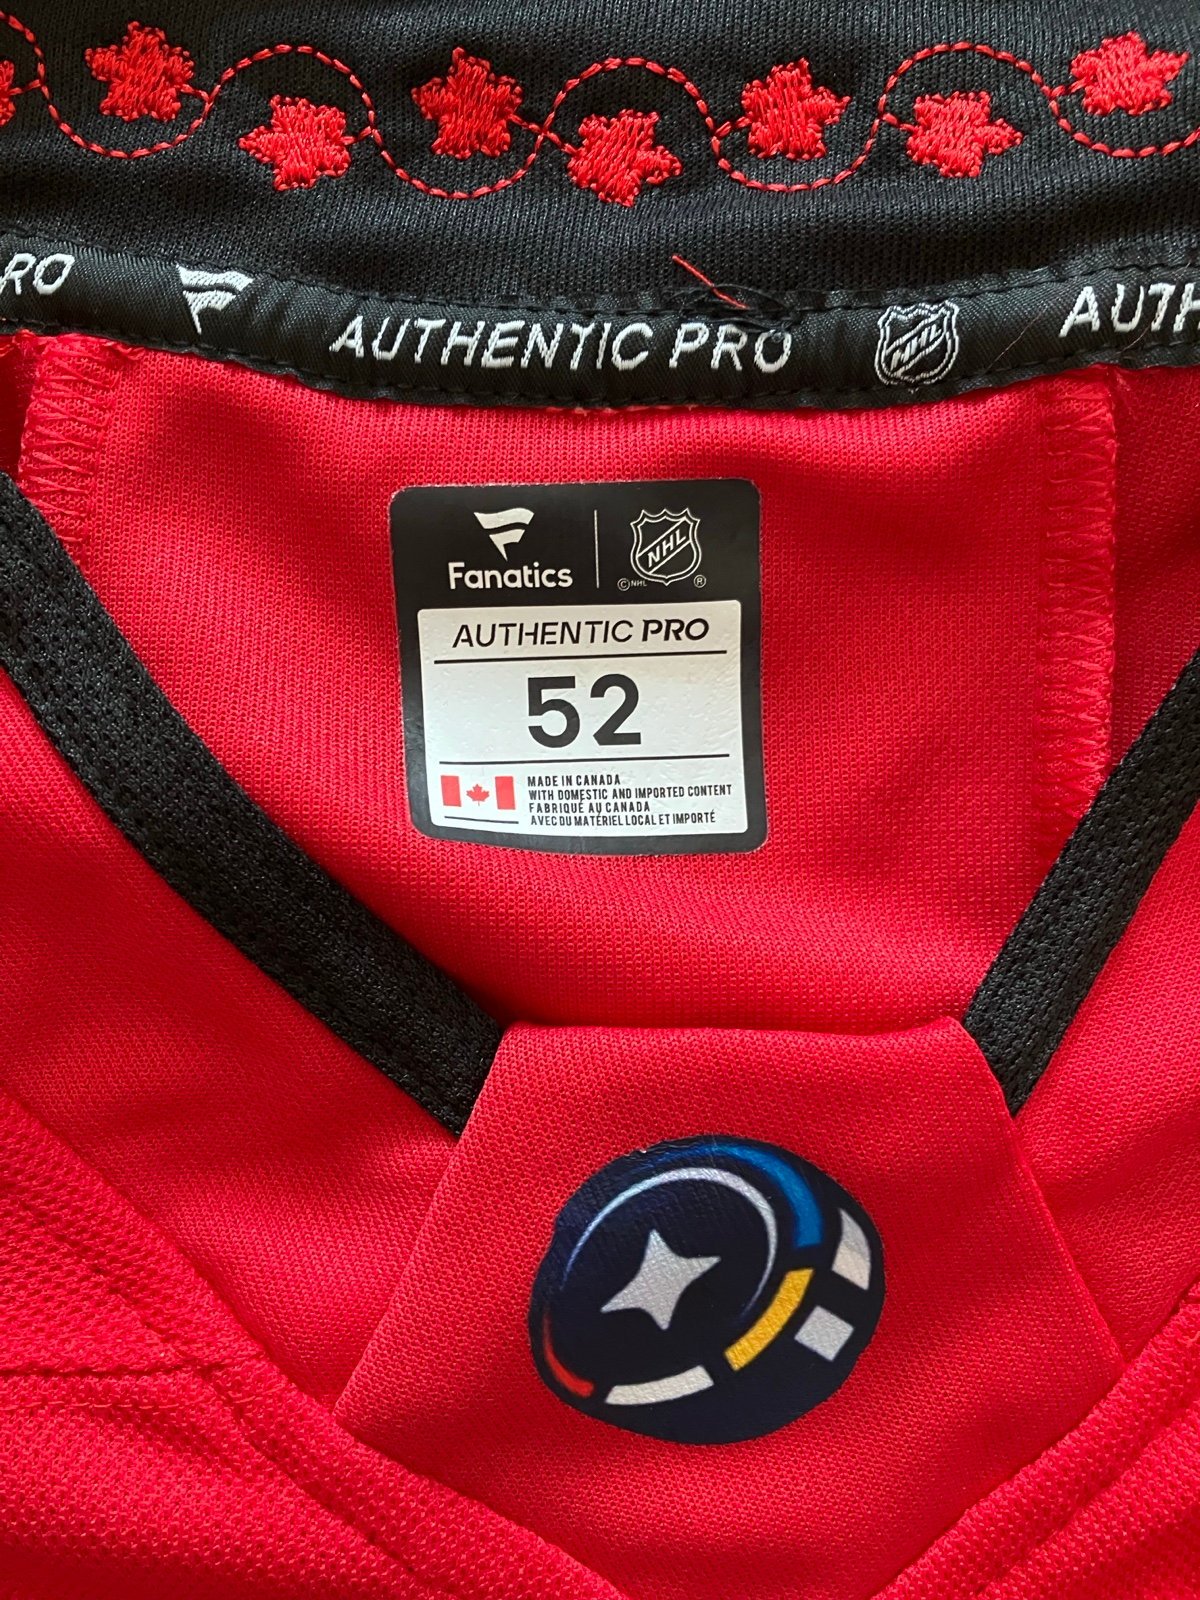 RO AUTHENTIC PRO NHL AUTH
Fanatics NHL
© NHL ®
AUTHENTIC PRO
52
MADE IN CANADA
WITH DOMESTIC AND IMPORTED CONTENT
FABRIQUÉ AU CANADA
AVEC DU MATÉRIEL LOCAL ET IMPORTÉ